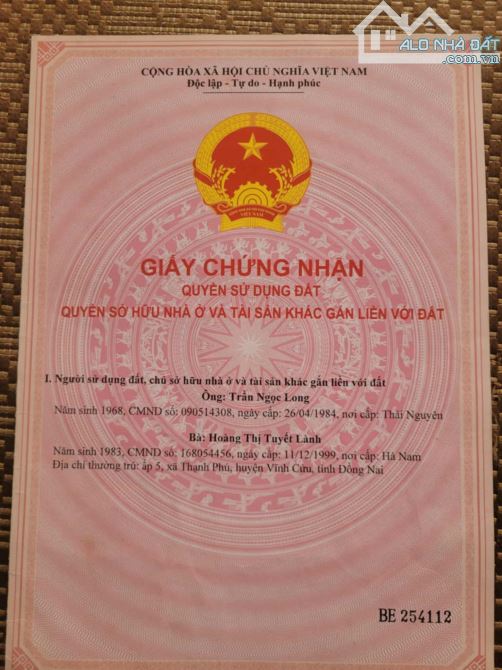 ALO NHÀ ĐẤT
.com.vn
CỘNG HÒA XÃ HỘI CHỦ NGHĨA VIỆT NAM
Độc lập - Tự do - Hạnh phúc
VIỆT NAM
GIẤY CHỨNG NHẬN
QUYỀN SỬ DỤNG ĐẤT
QUYỀN SỞ HỮU NHÀ Ở VÀ TÀI SẢN KHÁC GẮN LIỀN VỚI ĐẤT
I. Người sử dụng đất, chủ sở hữu nhà ở và tài sản khác gắn liền với đất
Ông: Trần Ngọc Long
Năm sinh 1968, CMND số: 090514308, ngày cấp: 26/04/1984, nơi cấp: Thái Nguyên
Bà: Hoàng Thị Tuyết Lành
Năm sinh 1983, CMND số: 168054456, ngày cấp: 11/12/1999, nơi cấp: Hà Nam
Địa chỉ thường trú: ấp 5, xã Thạnh Phú, huyện Vĩnh Cửu, tỉnh Đồng Nai
BE 254112